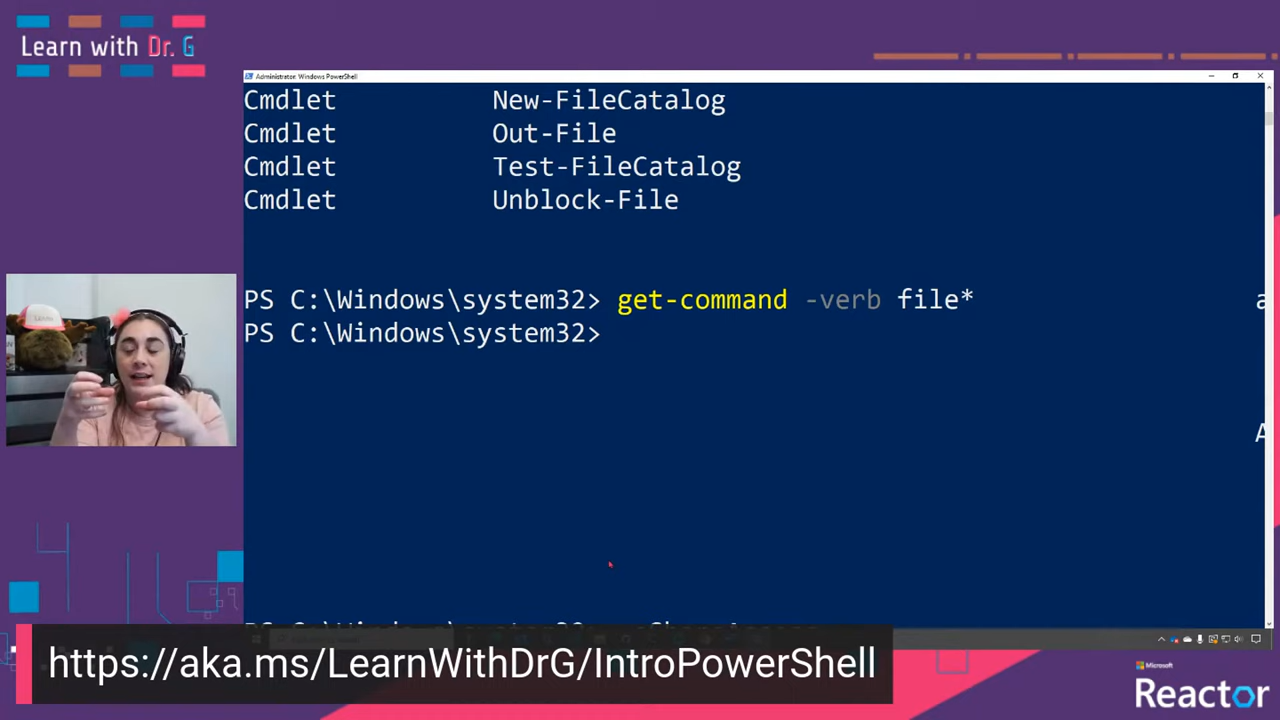 Learn with Dr. G
Administrator: Windows PowerShell
Cmdlet New-FileCatalog
Cmdlet Out-File
Cmdlet Test-FileCatalog
Cmdlet Unblock-File
PS C:\Windows\system32> get-command -verb file*
PS C:\Windows\system32>
https://aka.ms/LearnWithDrG/IntroPowerShell
Microsoft
Reactor